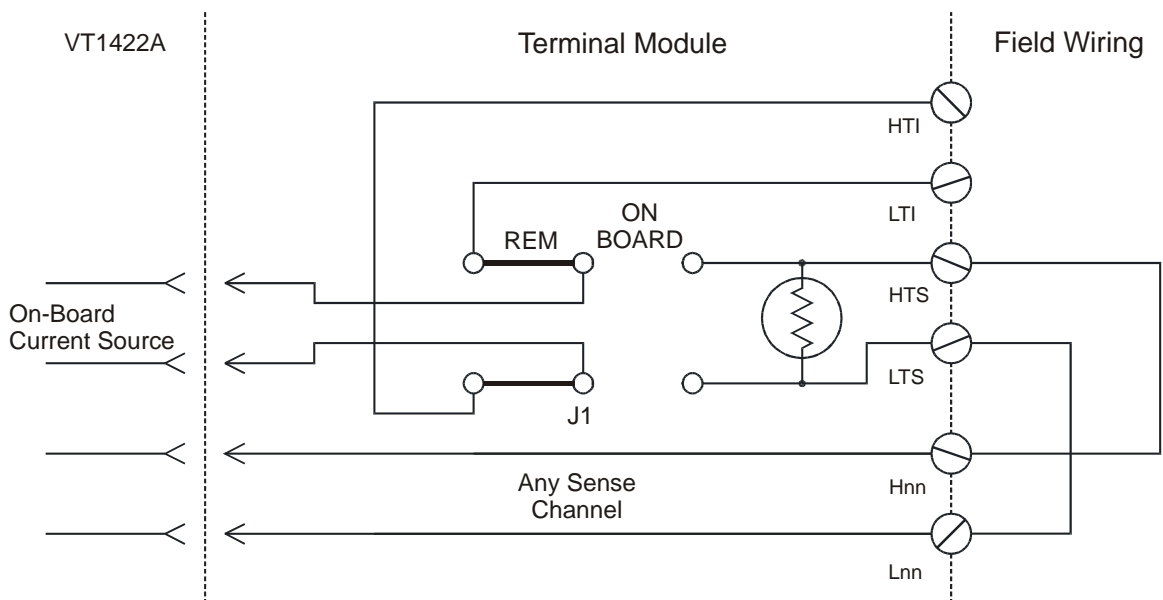 VT1422A
Terminal Module
Field Wiring
HTI
LTI
ON
BOARD
REM
HTS
On-Board
Current Source
LTS
J1
Hnn
Any Sense
Channel
Lnn